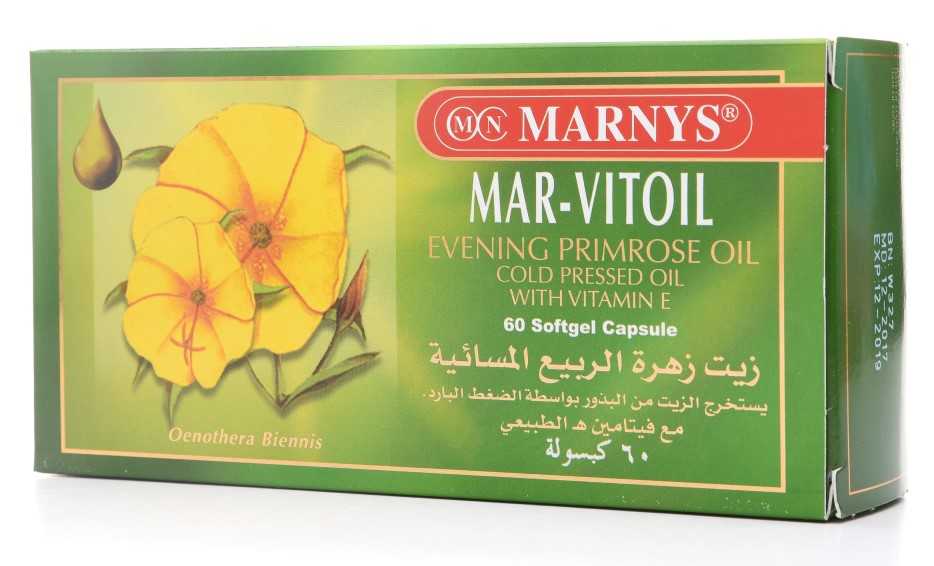 MN MARNYS®
MAR-VITOIL
EVENING PRIMROSE OIL
COLD PRESSED OIL
WITH VITAMIN E
60 Softgel Capsule
زيت زهرة الربيع المسائية
يستخرج الزيت من البذور بواسطة الضغط البارد.
مع فيتامين هـ الطبيعي
٦٠ كبسولة
Oenothera Biennis
BN: W327
MD: 12-2017
EXP: 12-2019